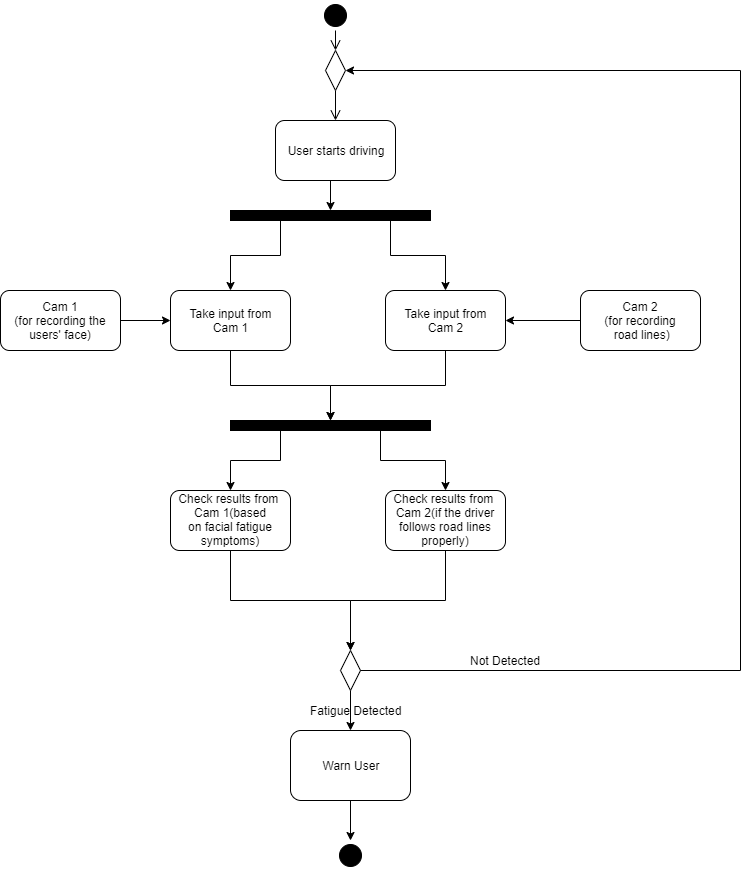 User starts driving
Cam 1
(for recording the
users' face)
Take input from
Cam 1
Take input from
Cam 2
Cam 2
(for recording
road lines)
Check results from
Cam 1(based
on facial fatigue
symptoms)
Check results from
Cam 2(if the driver
follows road lines
properly)
Not Detected
Fatigue Detected
Warn User